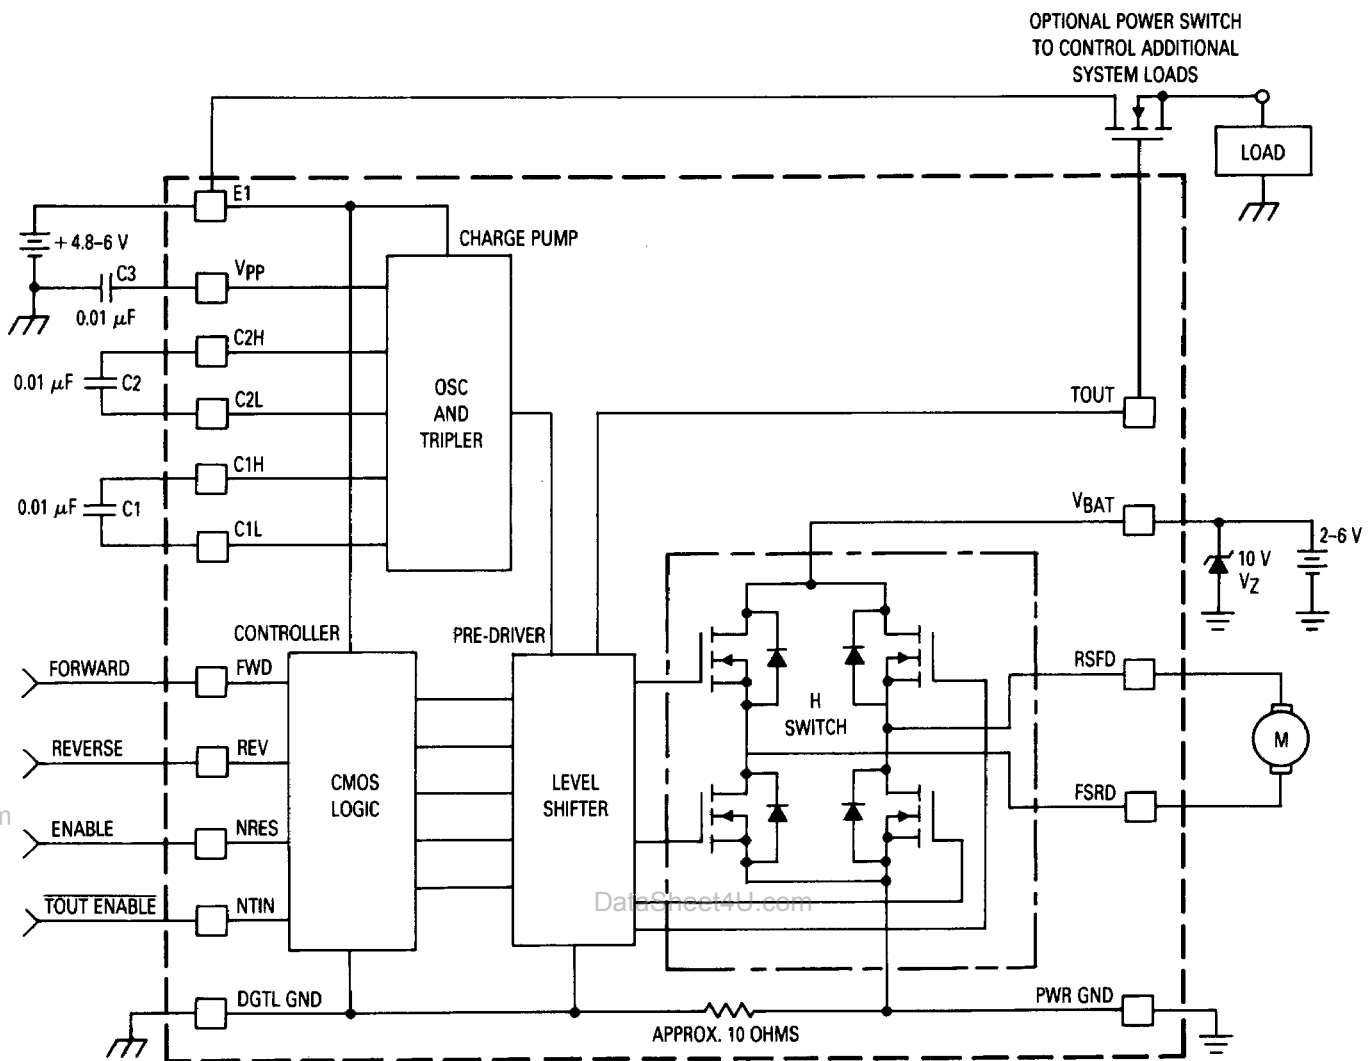 OPTIONAL POWER SWITCH
TO CONTROL ADDITIONAL
SYSTEM LOADS
LOAD
E1
+ 4.8–6 V
CHARGE PUMP
C3
VPP
0.01 μF
C2H
0.01 μF
C2
C2L
OSC
AND
TRIPLER
TOUT
C1H
0.01 μF
C1
C1L
VBAT
10 V
VZ
2–6 V
CONTROLLER
PRE-DRIVER
FORWARD
FWD
RSFD
H
SWITCH
M
REVERSE
REV
CMOS
LOGIC
LEVEL
SHIFTER
FSRD
ENABLE
NRES
TOUT ENABLE
NTIN
DataSheet4U.com
m
DGTL GND
PWR GND
APPROX. 10 OHMS